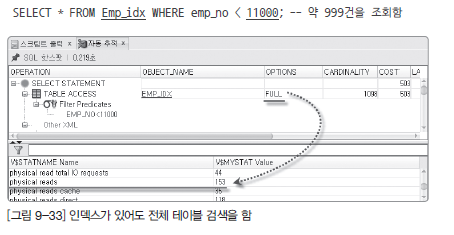 SELECT * FROM Emp_idx WHERE emp_no < 11000; -- 약 999건을 조회함
스크립트 출력 × 자동 추적 ×
SQL 핫스팟 | 0.219초
OPERATION OBJECT_NAME OPTIONS CARDINALITY COST LA
SELECT STATEMENT 503
TABLE ACCESS EMP_IDX FULL 1098 503
Filter Predicates
EMP_NO<11000
Other XML
V$STATNAME Name V$MYSTAT Value
physical read total IO requests 44
physical reads 153
physical reads cache 35
physical reads direct 118
[그림 9-33] 인덱스가 있어도 전체 테이블 검색을 함